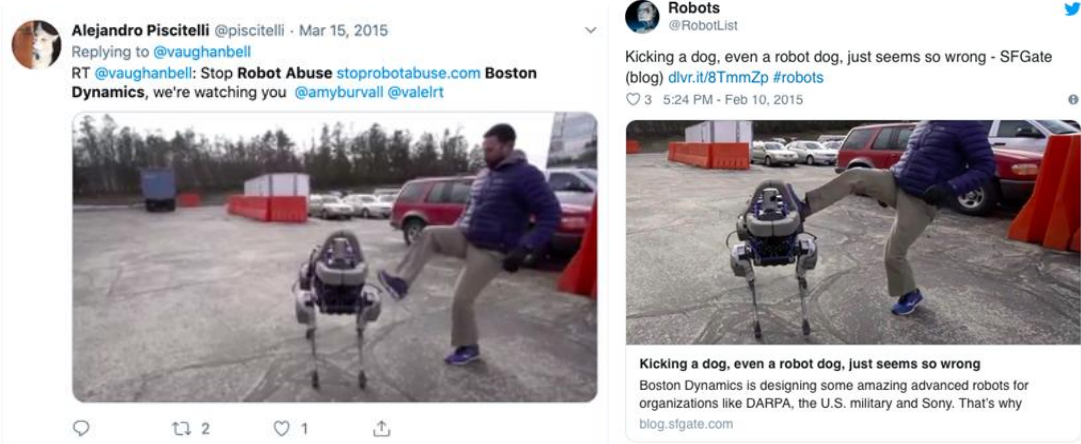 Alejandro Piscitelli @piscitelli · Mar 15, 2015
Replying to @vaughanbell
RT @vaughanbell: Stop Robot Abuse stoprobotabuse.com Boston
Dynamics, we're watching you @amyburvall @valelrt
2
1
Robots
@RobotList
Kicking a dog, even a robot dog, just seems so wrong - SFGate
(blog) dlvr.it/8TmmZp #robots
3 5:24 PM - Feb 10, 2015
Kicking a dog, even a robot dog, just seems so wrong
Boston Dynamics is designing some amazing advanced robots for
organizations like DARPA, the U.S. military and Sony. That's why
blog.sfgate.com